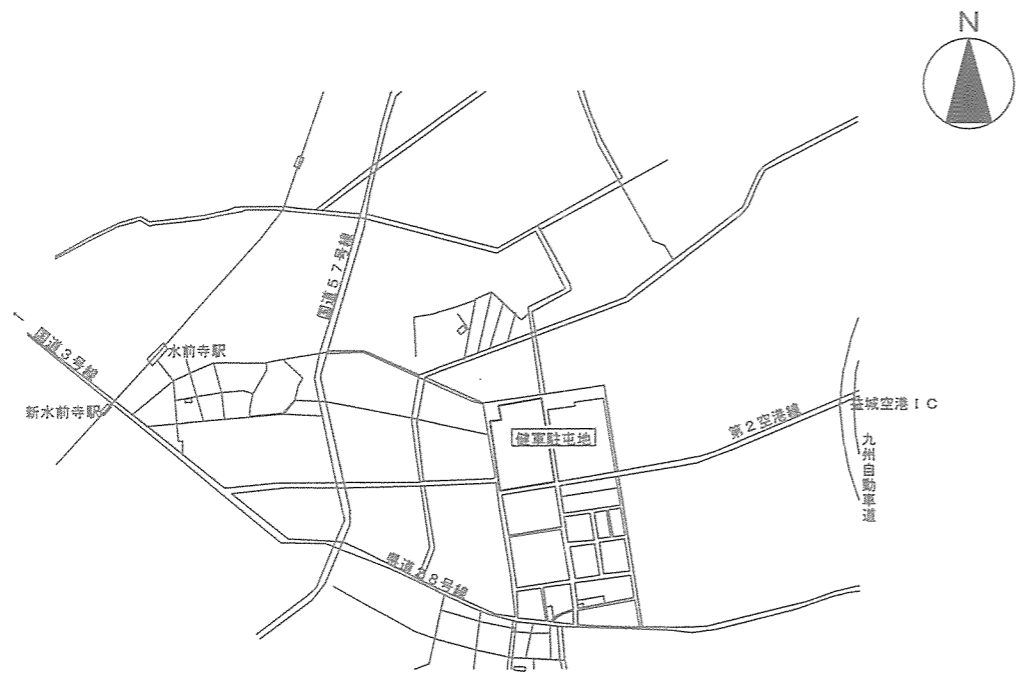 N
国道57号線
国道3号線
水前寺駅
新水前寺駅
健軍駐屯地
第2空港線
益城空港IC
九州自動車道
県道28号線